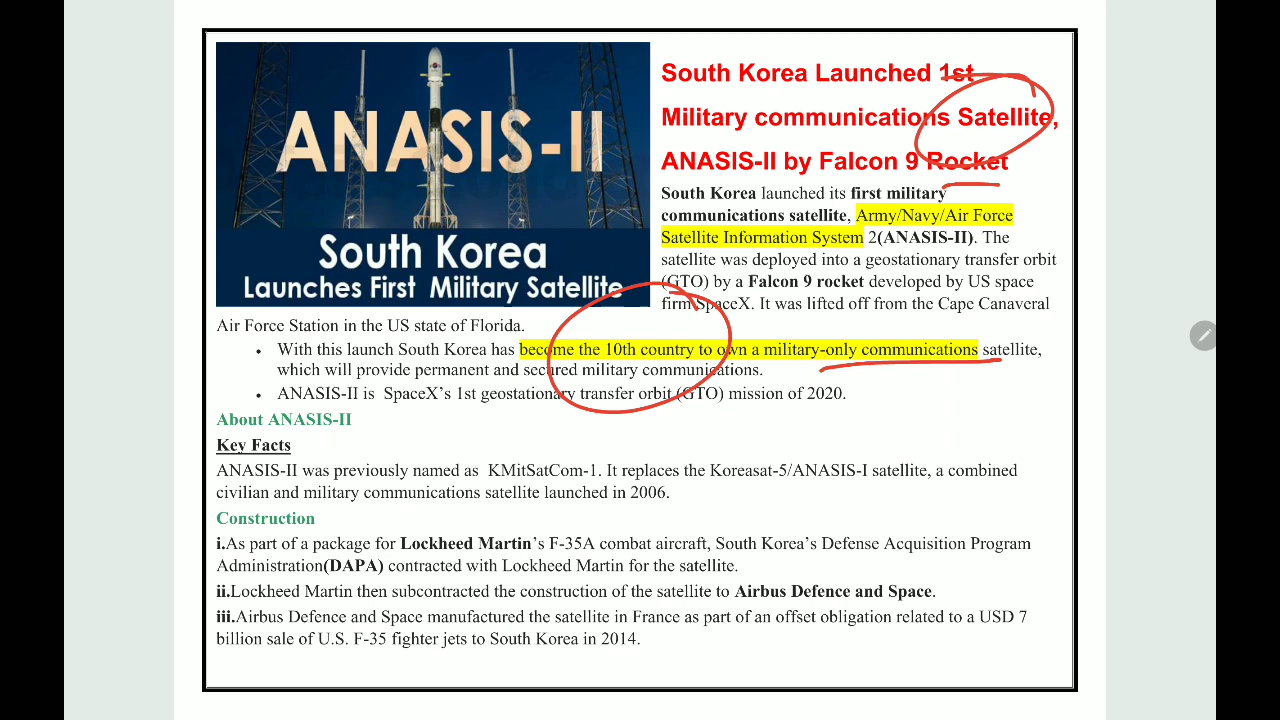 ANASIS-II
South Korea
Launches First Military Satellite
South Korea Launched 1st
Military communications Satellite,
ANASIS-II by Falcon 9 Rocket
South Korea launched its first military
communications satellite, Army/Navy/Air Force
Satellite Information System 2(ANASIS-II). The
satellite was deployed into a geostationary transfer orbit
(GTO) by a Falcon 9 rocket developed by US space
firm SpaceX. It was lifted off from the Cape Canaveral
Air Force Station in the US state of Florida.
• With this launch South Korea has become the 10th country to own a military-only communications satellite,
which will provide permanent and secured military communications.
• ANASIS-II is SpaceX's 1st geostationary transfer orbit (GTO) mission of 2020.
About ANASIS-II
Key Facts
ANASIS-II was previously named as KMitSatCom-1. It replaces the Koreasat-5/ANASIS-I satellite, a combined
civilian and military communications satellite launched in 2006.
Construction
i.As part of a package for Lockheed Martin's F-35A combat aircraft, South Korea's Defense Acquisition Program
Administration(DAPA) contracted with Lockheed Martin for the satellite.
ii.Lockheed Martin then subcontracted the construction of the satellite to Airbus Defence and Space.
iii.Airbus Defence and Space manufactured the satellite in France as part of an offset obligation related to a USD 7
billion sale of U.S. F-35 fighter jets to South Korea in 2014.